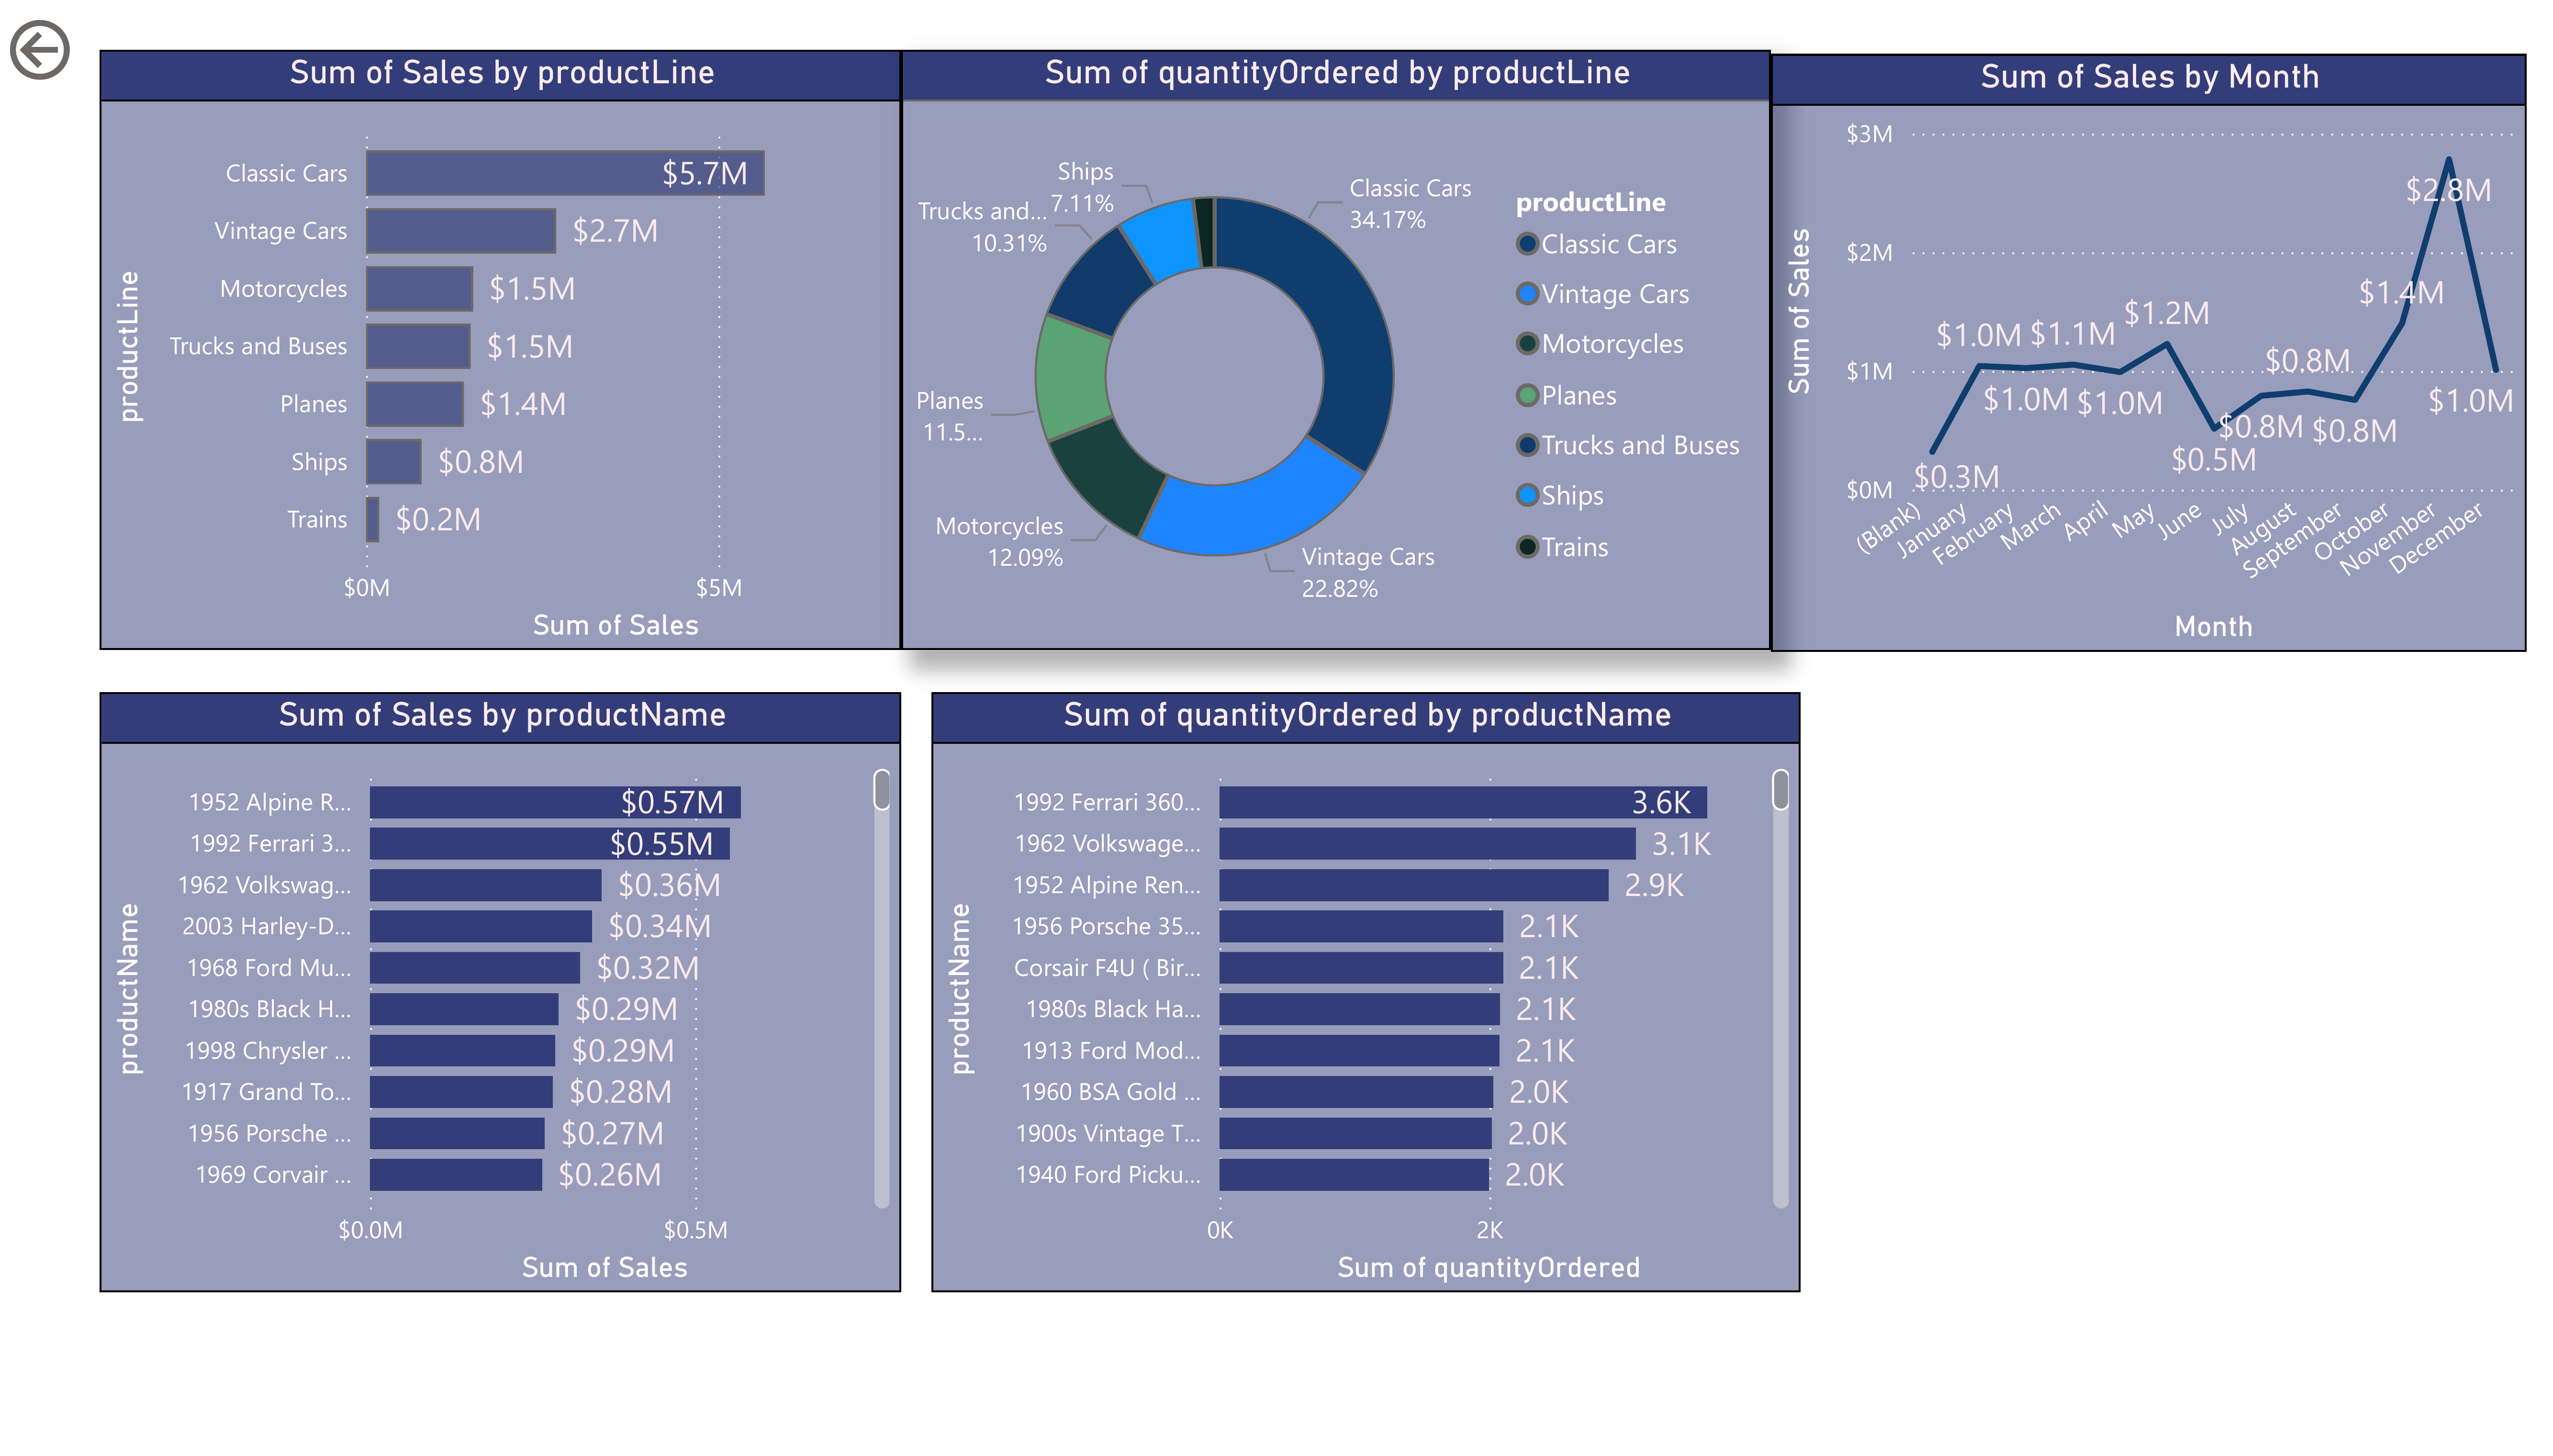 Sum of Sales by productLine
productLine
Classic Cars $5.7M
Vintage Cars $2.7M
Motorcycles $1.5M
Trucks and Buses $1.5M
Planes $1.4M
Ships $0.8M
Trains $0.2M
$0M $5M
Sum of Sales
Sum of quantityOrdered by productLine
Ships
7.11%
Trucks and...
10.31%
Planes
11.5...
Motorcycles
12.09%
Classic Cars
34.17%
Vintage Cars
22.82%
productLine
Classic Cars
Vintage Cars
Motorcycles
Planes
Trucks and Buses
Ships
Trains
Sum of Sales by Month
Sum of Sales
$3M
$2M
$1M
$0M
$0.3M
$1.0M
$1.0M
$1.1M
$1.0M
$1.2M
$0.5M
$0.8M
$0.8M
$0.8M
$1.4M
$2.8M
$1.0M
(Blank)
January
February
March
April
May
June
July
August
September
October
November
December
Month
Sum of Sales by productName
productName
1952 Alpine R... $0.57M
1992 Ferrari 3... $0.55M
1962 Volkswag... $0.36M
2003 Harley-D... $0.34M
1968 Ford Mu... $0.32M
1980s Black H... $0.29M
1998 Chrysler ... $0.29M
1917 Grand To... $0.28M
1956 Porsche ... $0.27M
1969 Corvair ... $0.26M
$0.0M $0.5M
Sum of Sales
Sum of quantityOrdered by productName
productName
1992 Ferrari 360... 3.6K
1962 Volkswage... 3.1K
1952 Alpine Ren... 2.9K
1956 Porsche 35... 2.1K
Corsair F4U ( Bir... 2.1K
1980s Black Ha... 2.1K
1913 Ford Mod... 2.1K
1960 BSA Gold ... 2.0K
1900s Vintage T... 2.0K
1940 Ford Picku... 2.0K
0K 2K
Sum of quantityOrdered